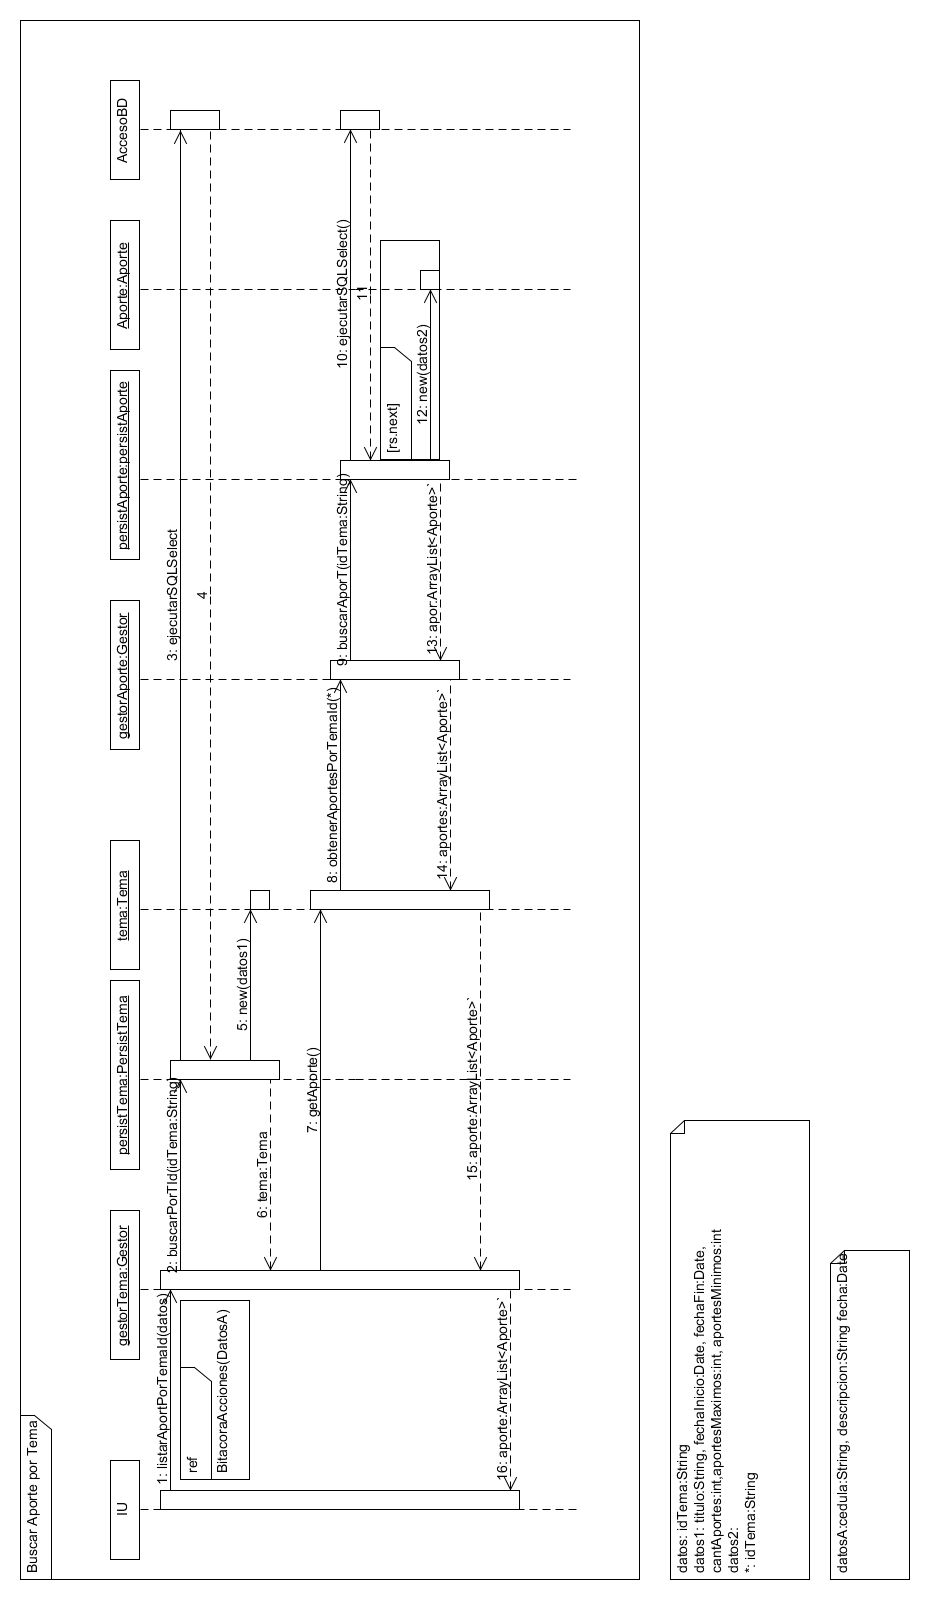 Buscar Aporte por Tema
IU
gestorTema:Gestor
persistTema:PersistTema
tema:Tema
gestorAporte:Gestor
persistAporte:persistAporte
Aporte:Aporte
AccesoBD
1: listarAportPorTemaId(datos)
ref
BitacoraAcciones(DatosA)
2: buscarPorTId(idTema:String)
3: ejecutarSQLSelect
4
5: new(datos1)
6: tema:Tema
7: getAporte()
8: obtenerAportesPorTemaId(*)
9: buscarAporT(idTema:String)
10: ejecutarSQLSelect()
11
[rs.next]
12: new(datos2)
13: apor:ArrayList<Aporte>`
14: aportes:ArrayList<Aporte>`
15: aporte:ArrayList<Aporte>`
16: aporte:ArrayList<Aporte>`
datos: idTema:String
datos1: titulo:String, fechaInicio:Date, fechaFin:Date,
cantAportes:int,aportesMaximos:int, aportesMinimos:int
datos2:
*: idTema:String
datosA:cedula:String, descripcion:String fecha:Date